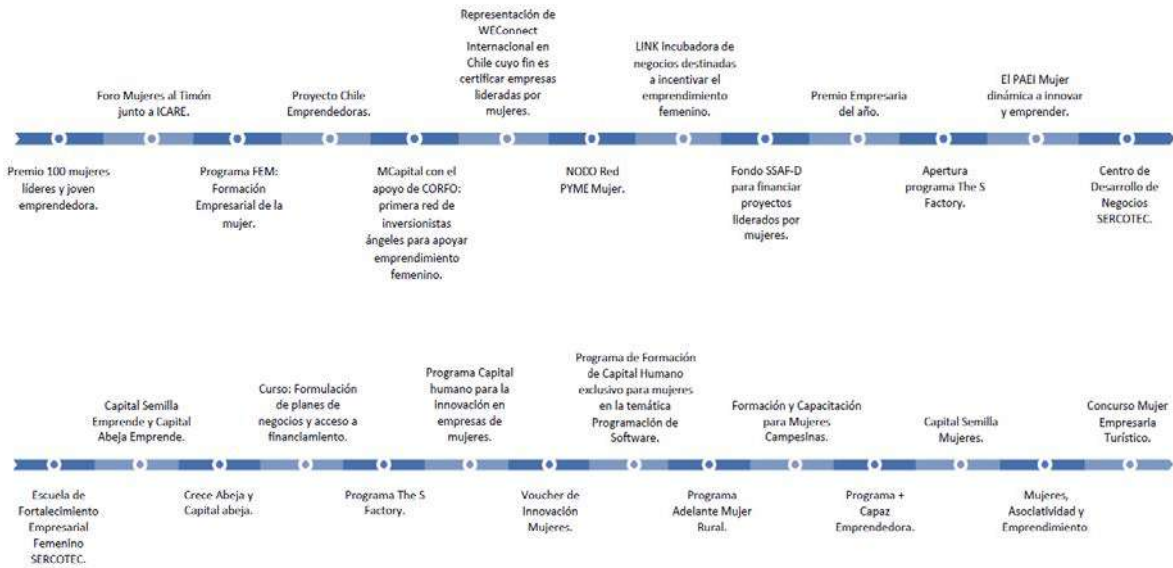 Premio 100 mujeres
líderes y joven
emprendedora.
Foro Mujeres al Timón
junto a ICARE.
Programa FEM:
Formación
Empresarial de la
mujer.
Proyecto Chile
Emprendedoras.
MCapital con el
apoyo de CORFO:
primera red de
inversionistas
ángeles para apoyar
emprendimiento
femenino.
Representación de
WEConnect
Internacional en
Chile cuyo fin es
certificar empresas
lideradas por
mujeres.
NODO Red
PYME Mujer.
LINK Incubadora de
negocios destinadas
a incentivar el
emprendimiento
femenino.
Fondo SSAF-D
para financiar
proyectos
liderados por
mujeres.
Premio Empresaria
del año.
Apertura
programa The S
Factory.
El PAEI Mujer
dinámica a innovar
y emprender.
Centro de
Desarrollo de
Negocios
SERCOTEC.
Escuela de
Fortalecimiento
Empresarial
Femenino
SERCOTEC.
Capital Semilla
Emprende y Capital
Abeja Emprende.
Crece Abeja y
Capital abeja.
Curso: Formulación
de planes de
negocios y acceso a
financiamiento.
Programa The S
Factory.
Programa Capital
humano para la
innovación en
empresas de
mujeres.
Voucher de
Innovación
Mujeres.
Programa de Formación
de Capital Humano
exclusivo para mujeres
en la temática
Programación de
Software.
Programa
Adelante Mujer
Rural.
Formación y Capacitación
para Mujeres
Campesinas.
Programa +
Capaz
Emprendedora.
Capital Semilla
Mujeres.
Mujeres,
Asociatividad y
Emprendimiento
Concurso Mujer
Empresaria
Turístico.